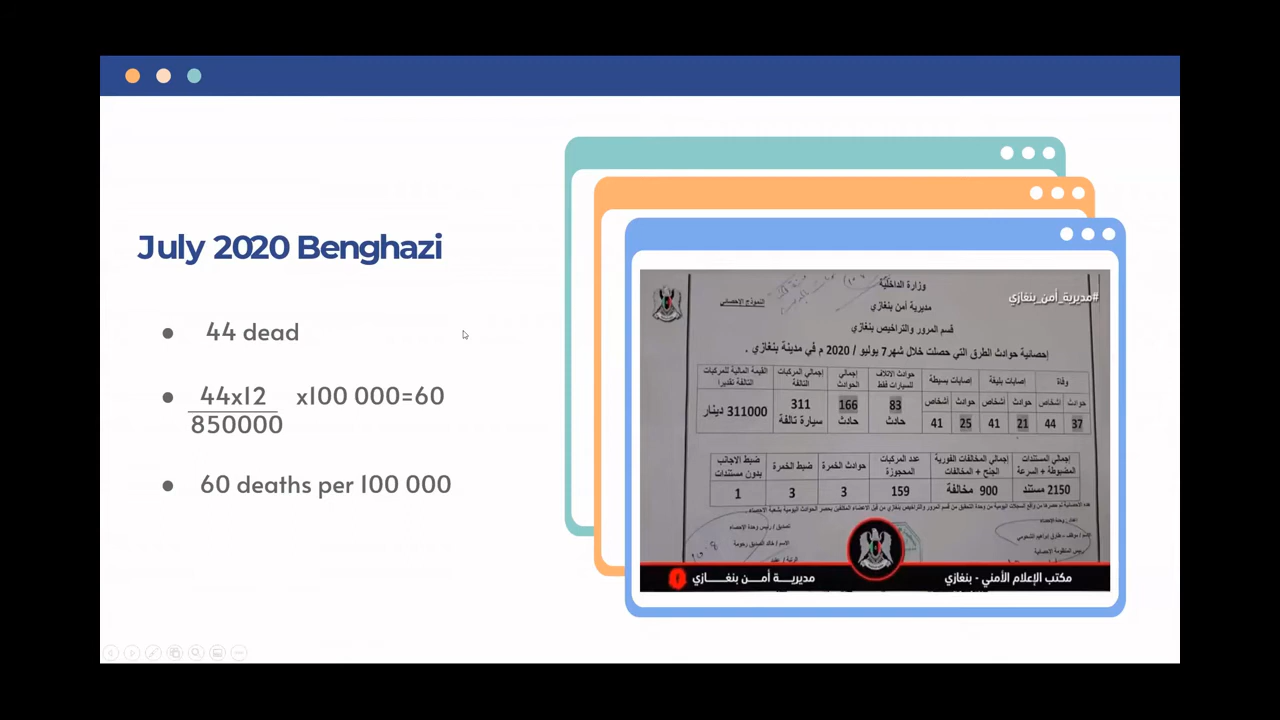 July 2020 Benghazi
44 dead
44x12 x100 000=60
850000
60 deaths per 100 000
وزارة الداخلية
مديرية أمن بنغازي
النموذج الإحصائي
#مديرية_أمن_بنغازي
قسم المرور والتراخيص بنغازي
إحصائية حوادث الطرق التي حصلت خلال شهر 7 يوليو / 2020 م في مدينة بنغازي .
وفاة إصابات بليغة إصابات بسيطة حوادث الاتلاف للسيارات فقط إجمالي الحوادث إجمالي المركبات التالفة القيمة المالية للمركبات التالفة تقديرا
حوادث أشخاص حوادث أشخاص حوادث أشخاص
37 44 21 41 25 41 83 حادث 166 حادث 311 سيارة تالفة 311000 دينار
إجمالي المستندات المضبوطة + السرعة إجمالي المخالفات الفورية الجنح + المخالفات عدد المركبات المحجوزة حوادث الخمرة ضبط الخمرة ضبط الاجانب بدون مستندات
2150 مستند 900 مخالفة 159 3 3 1
مكتب الإعلام الأمني - بنغازي
مديرية أمن بنغازي